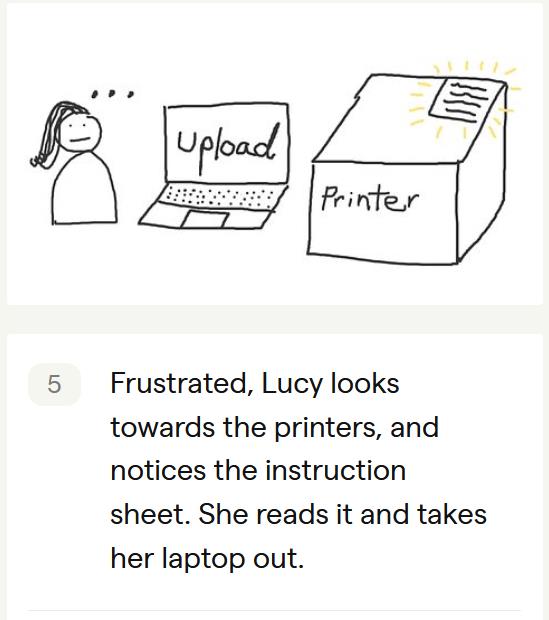 ...
upload
Printer
5
Frustrated, Lucy looks
towards the printers, and
notices the instruction
sheet. She reads it and takes
her laptop out.